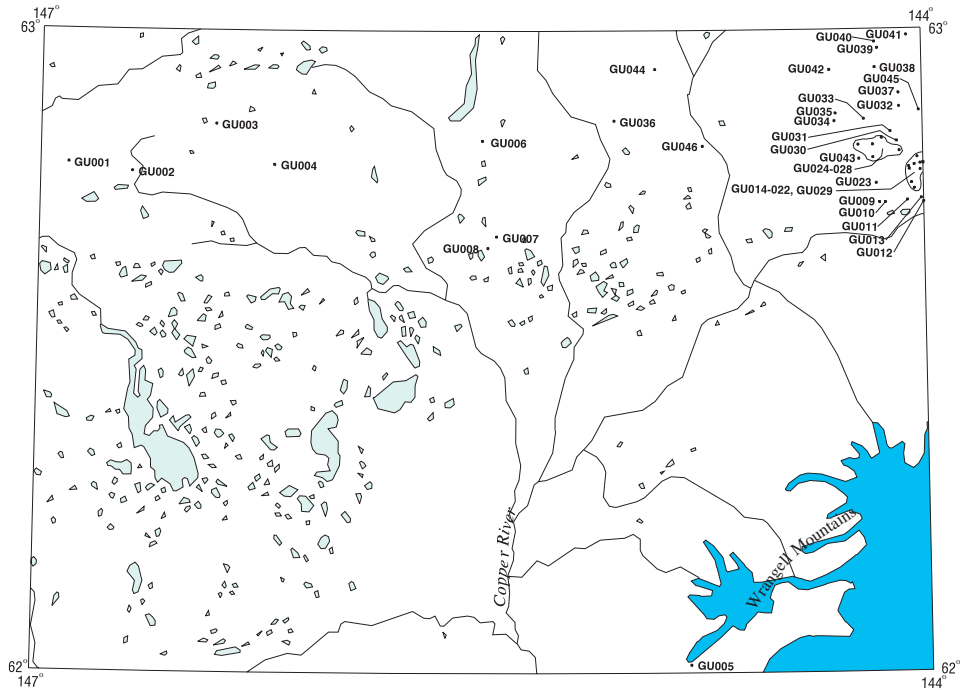 147° 144°
63° 63°
GU041
GU040
GU039
GU044 GU042 GU038
GU045
GU037
GU033 GU032
GU035
GU003 GU036 GU034
GU031
GU006 GU046 GU030
GU001 GU043
GU004 GU024-028
GU002
GU023
GU014-022, GU029
GU009
GU010
GU011
GU007 GU013
GU008 GU012
Copper River
Wrangell Mountains
GU005
62° 62°
147° 144°